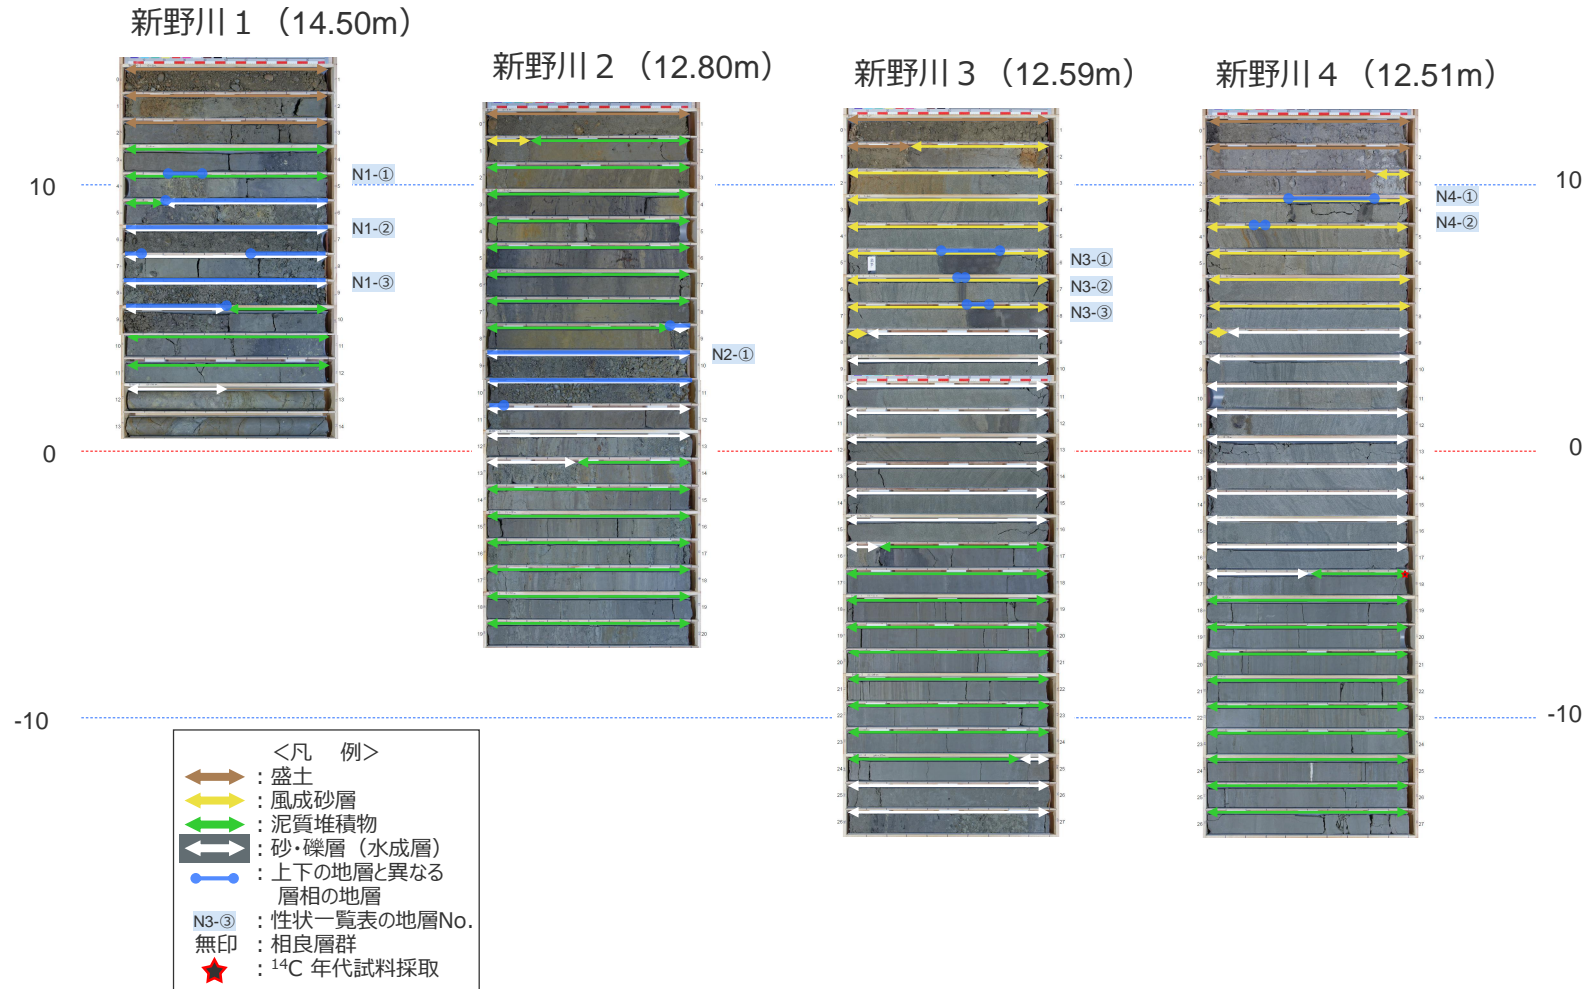 新野川１（14.50m）
新野川２（12.80m）
新野川３（12.59m）
新野川４（12.51m）
10
10
N1-①
N1-②
N1-③
N2-①
N3-①
N3-②
N3-③
N4-①
N4-②
0
0
-10
-10
＜凡　例＞
：盛土
：風成砂層
：泥質堆積物
：砂・礫層（水成層）
：上下の地層と異なる
層相の地層
N3-③ ：性状一覧表の地層No.
無印 ：相良層群
：14C 年代試料採取